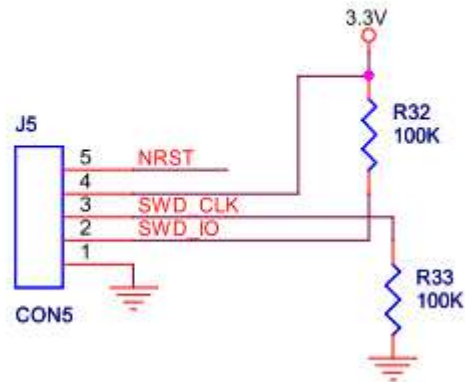 3.3V
R32
100K
J5
5 NRST
4
3 SWD_CLK
2 SWD_IO
1
R33
100K
CON5